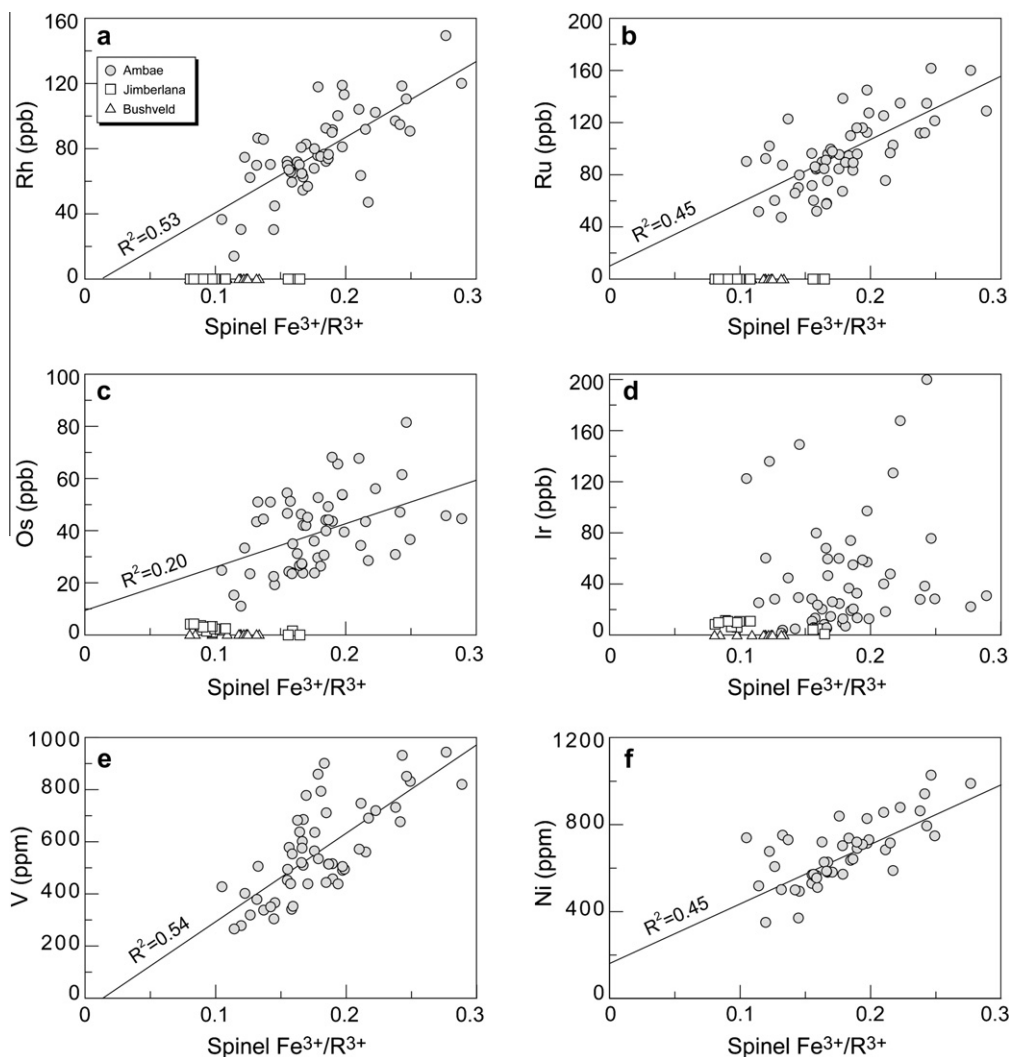 160
a
Ambae
Jimberlana
Bushveld
120
80
40
0
Rh (ppb)
R²=0.53
0 0.1 0.2 0.3
Spinel Fe³⁺/R³⁺
200
b
160
120
80
40
0
Ru (ppb)
R²=0.45
0 0.1 0.2 0.3
Spinel Fe³⁺/R³⁺
100
c
80
60
40
20
0
Os (ppb)
R²=0.20
0 0.1 0.2 0.3
Spinel Fe³⁺/R³⁺
200
d
160
120
80
40
0
Ir (ppb)
0 0.1 0.2 0.3
Spinel Fe³⁺/R³⁺
1000
e
800
600
400
200
0
V (ppm)
R²=0.54
0 0.1 0.2 0.3
Spinel Fe³⁺/R³⁺
1200
f
800
400
0
Ni (ppm)
R²=0.45
0 0.1 0.2 0.3
Spinel Fe³⁺/R³⁺